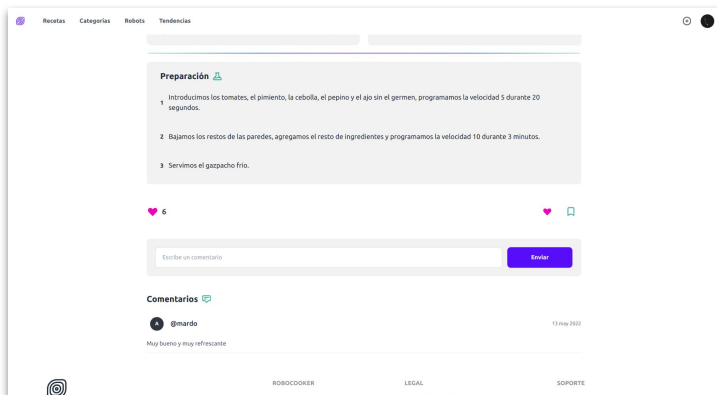 Recetas Categorías Robots Tendencias
Preparación
1 Introducimos los tomates, el pimiento, la cebolla, el pepino y el ajo sin el germen, programamos la velocidad 5 durante 20
segundos.
2 Bajamos los restos de las paredes, agregamos el resto de ingredientes y programamos la velocidad 10 durante 3 minutos.
3 Servimos el gazpacho frío.
6
Escribe un comentario Enviar
Comentarios
A @mardo 13 may 2022
Muy bueno y muy refrescante
ROBOCOOKER LEGAL SOPORTE